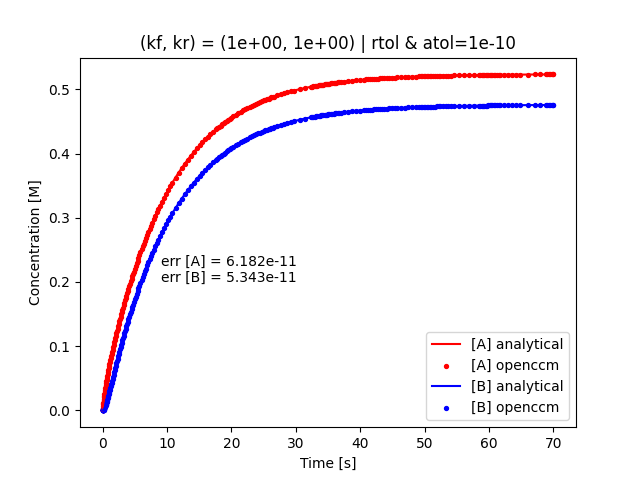 (kf, kr) = (1e+00, 1e+00) | rtol & atol=1e-10
Concentration [M]
0.5
0.4
0.3
0.2
0.1
0.0
err [A] = 6.182e-11
err [B] = 5.343e-11
[A] analytical
[A] openccm
[B] analytical
[B] openccm
0 10 20 30 40 50 60 70
Time [s]